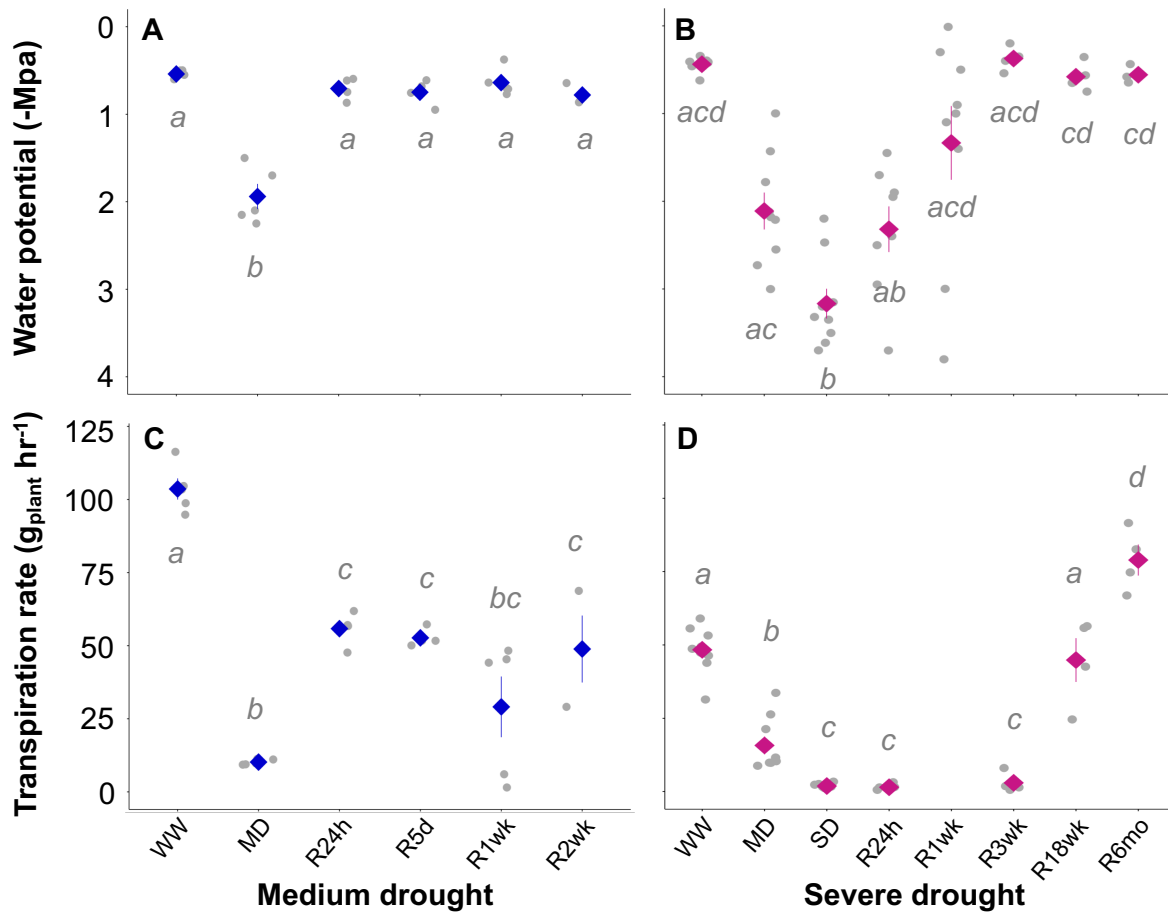 A
B
Water potential (-Mpa)
0
1
2
3
4
a
b
a
a
a
a
acd
ac
b
ab
acd
acd
cd
cd
C
D
Transpiration rate (gplant hr-1)
125
100
75
50
25
0
a
b
c
c
bc
c
a
b
c
c
c
a
d
WW
MD
R24h
R5d
R1wk
R2wk
WW
MD
SD
R24h
R1wk
R3wk
R18wk
R6mo
Medium drought
Severe drought